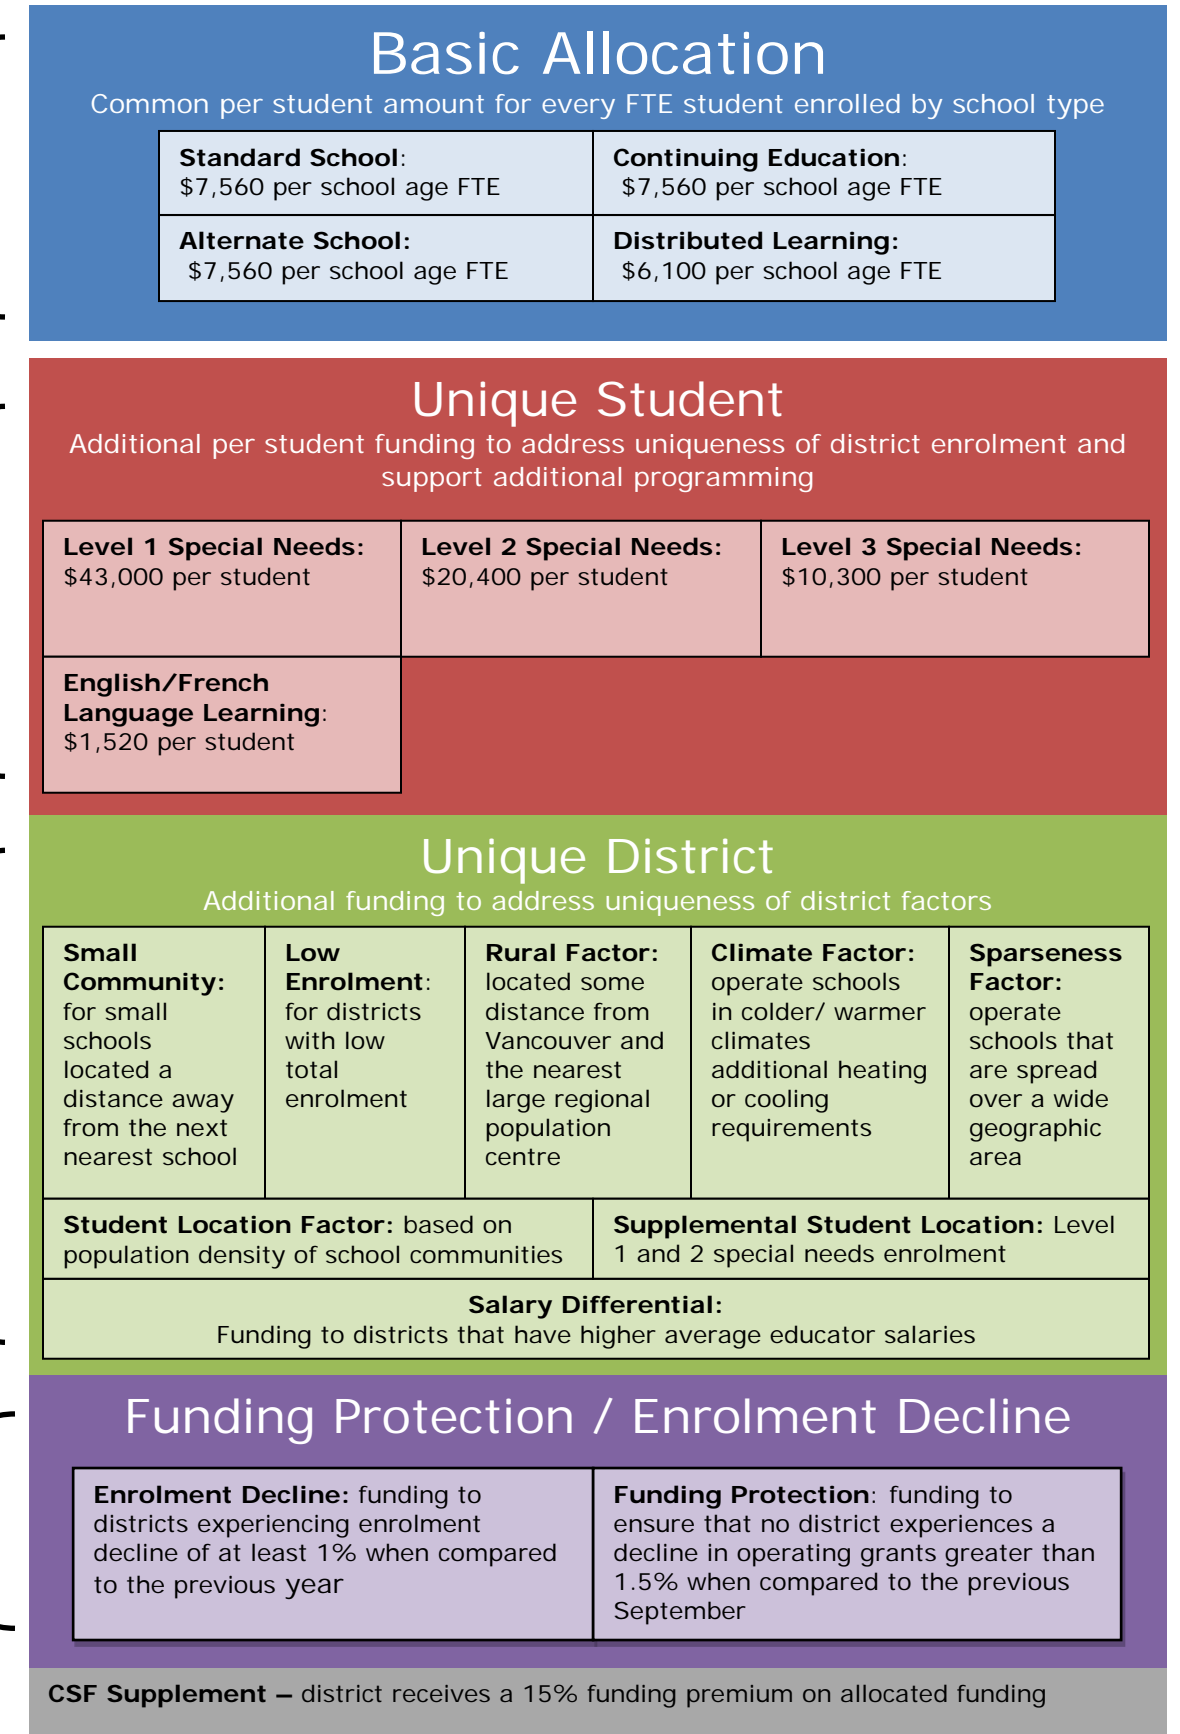 Basic Allocation
Common per student amount for every FTE student enrolled by school type
Standard School:
$7,560 per school age FTE
Continuing Education:
$7,560 per school age FTE
Alternate School:
$7,560 per school age FTE
Distributed Learning:
$6,100 per school age FTE
Unique Student
Additional per student funding to address uniqueness of district enrolment and
support additional programming
Level 1 Special Needs:
$43,000 per student
Level 2 Special Needs:
$20,400 per student
Level 3 Special Needs:
$10,300 per student
English/French
Language Learning:
$1,520 per student
Unique District
Additional funding to address uniqueness of district factors
Small
Community:
for small
schools
located a
distance away
from the next
nearest school
Low
Enrolment:
for districts
with low
total
enrolment
Rural Factor:
located some
distance from
Vancouver and
the nearest
large regional
population
centre
Climate Factor:
operate schools
in colder/ warmer
climates
additional heating
or cooling
requirements
Sparseness
Factor:
operate
schools that
are spread
over a wide
geographic
area
Student Location Factor: based on
population density of school communities
Supplemental Student Location: Level
1 and 2 special needs enrolment
Salary Differential:
Funding to districts that have higher average educator salaries
Funding Protection / Enrolment Decline
Enrolment Decline: funding to
districts experiencing enrolment
decline of at least 1% when compared
to the previous year
Funding Protection: funding to
ensure that no district experiences a
decline in operating grants greater than
1.5% when compared to the previous
September
CSF Supplement – district receives a 15% funding premium on allocated funding